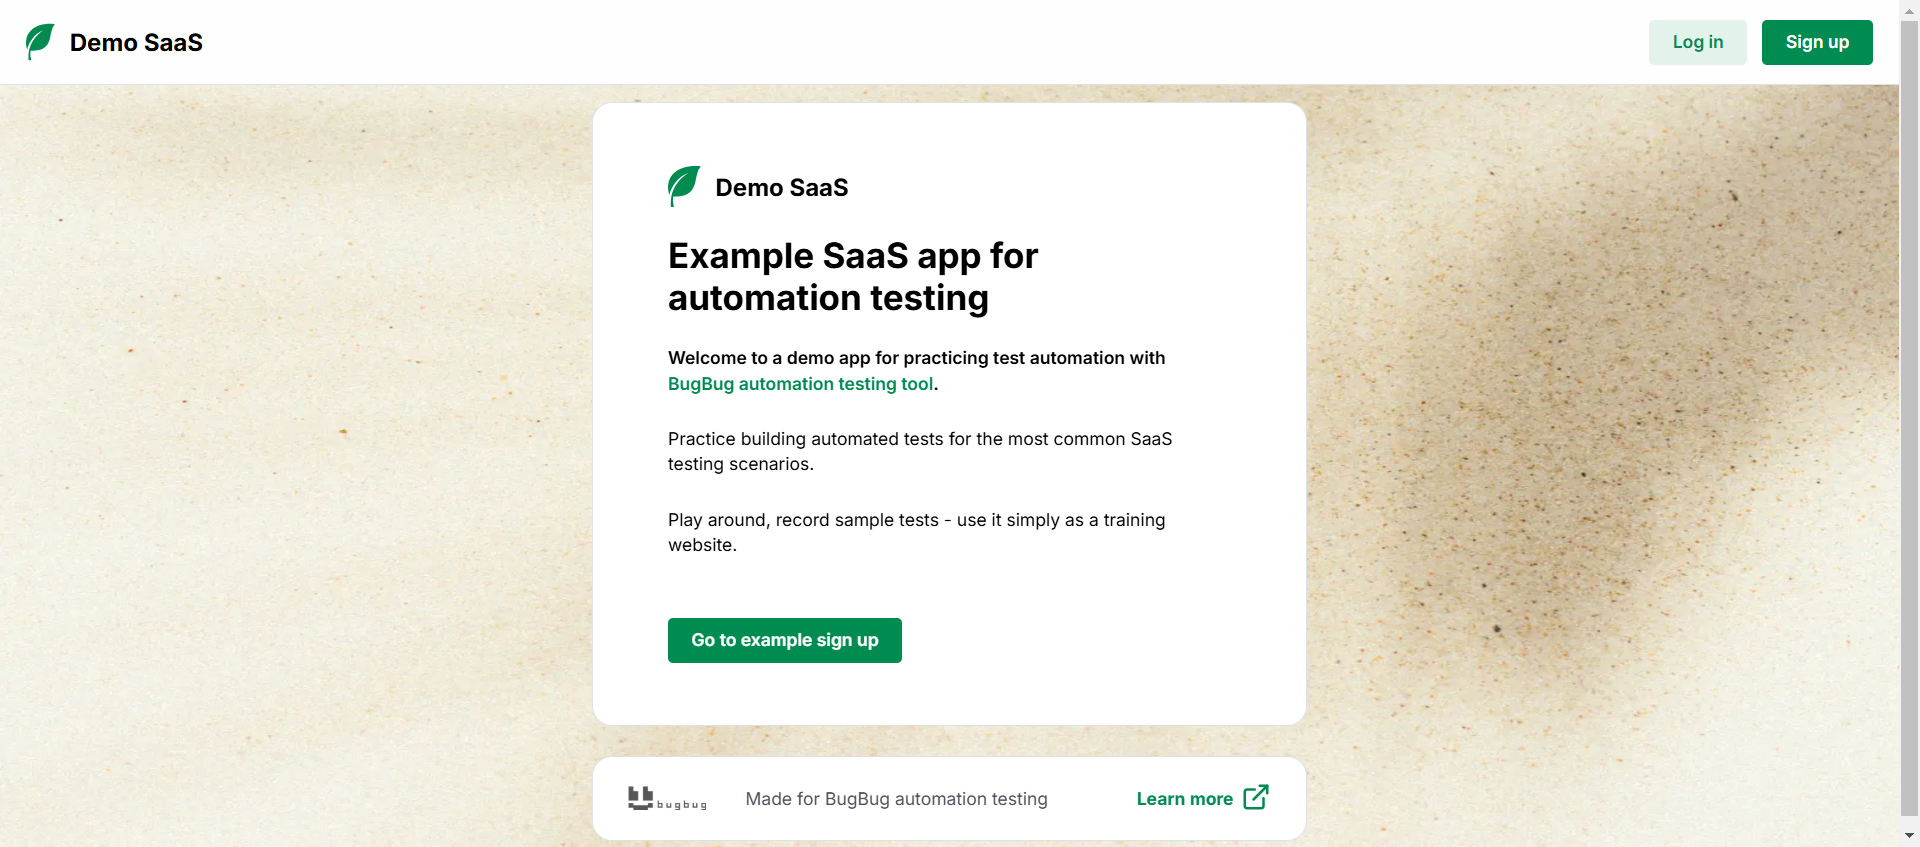 Demo SaaS
Log in
Sign up
Demo SaaS
Example SaaS app for
automation testing
Welcome to a demo app for practicing test automation with
BugBug automation testing tool.
Practice building automated tests for the most common SaaS
testing scenarios.
Play around, record sample tests - use it simply as a training
website.
Go to example sign up
bugbug
Made for BugBug automation testing
Learn more